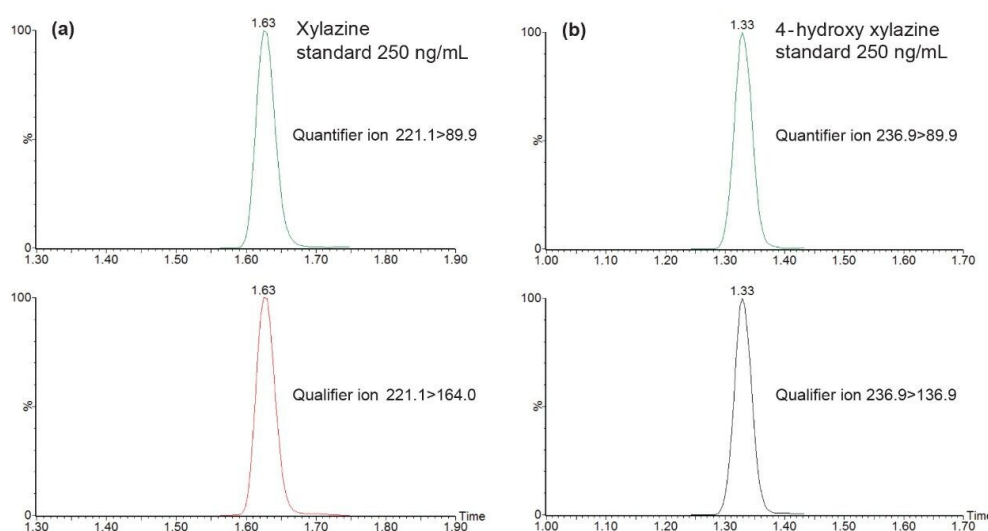 (a)
Xylazine
standard 250 ng/mL
1.63
100
Quantifier ion 221.1>89.9
%
0
1.30 1.40 1.50 1.60 1.70 1.80 1.90
1.63
100
Qualifier ion 221.1>164.0
%
0
Time
1.30 1.40 1.50 1.60 1.70 1.80 1.90
(b)
4-hydroxy xylazine
standard 250 ng/mL
1.33
100
Quantifier ion 236.9>89.9
%
0
1.00 1.10 1.20 1.30 1.40 1.50 1.60 1.70
1.33
100
Qualifier ion 236.9>136.9
%
0
Time
1.00 1.10 1.20 1.30 1.40 1.50 1.60 1.70